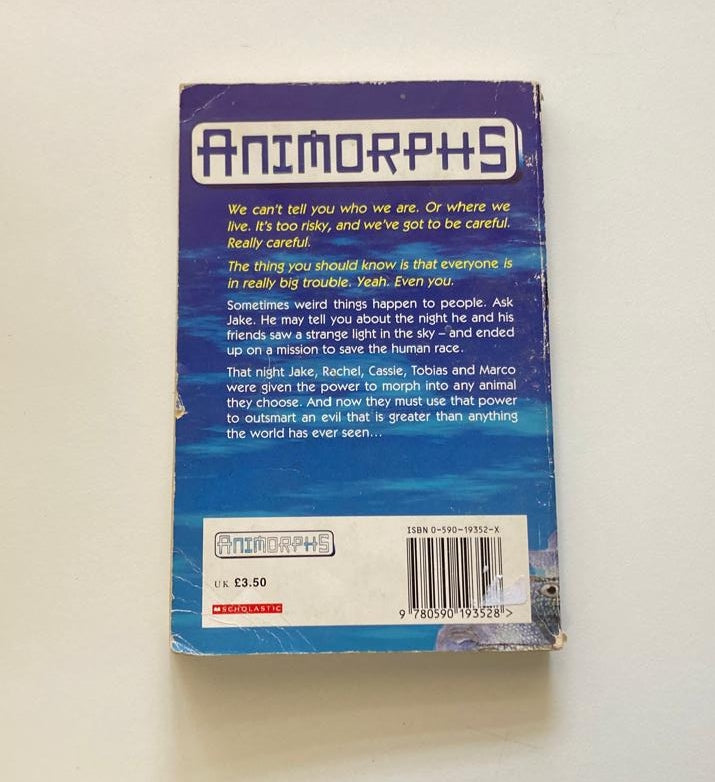 ANIMORPHS
We can't tell you who we are. Or where we
live. It's too risky, and we've got to be careful.
Really careful.
The thing you should know is that everyone is
in really big trouble. Yeah. Even you.
Sometimes weird things happen to people. Ask
Jake. He may tell you about the night he and his
friends saw a strange light in the sky – and ended
up on a mission to save the human race.
That night Jake, Rachel, Cassie, Tobias and Marco
were given the power to morph into any animal
they choose. And now they must use that power
to outsmart an evil that is greater than anything
the world has ever seen...
ANIMORPHS
UK £3.50
SCHOLASTIC
ISBN 0-590-19352-X
9 780590 193528 >